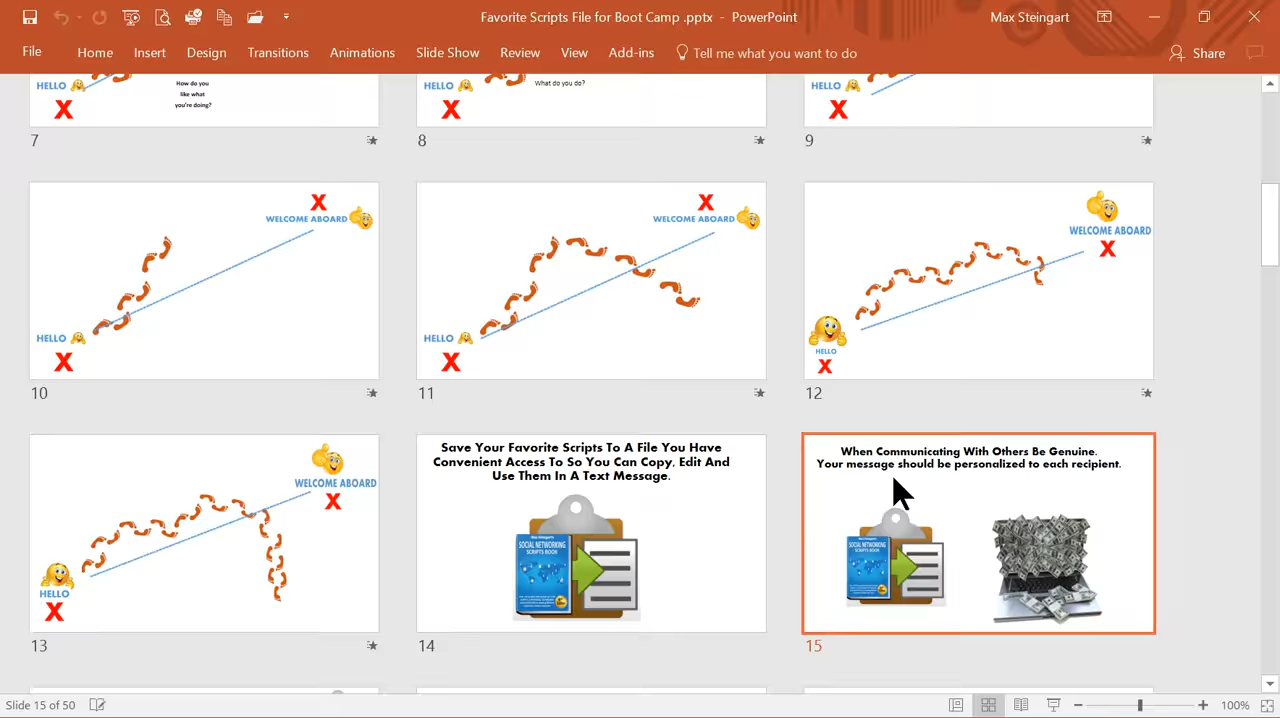 Favorite Scripts File for Boot Camp .pptx - PowerPoint
Max Steingart
File
Home
Insert
Design
Transitions
Animations
Slide Show
Review
View
Add-ins
Tell me what you want to do
Share
HELLO
X
How do you
like what
you're doing?
7
HELLO
X
What do you do?
8
HELLO
X
9
X
WELCOME ABOARD
HELLO
X
10
X
WELCOME ABOARD
HELLO
X
11
WELCOME ABOARD
X
HELLO
X
12
WELCOME ABOARD
X
HELLO
X
13
Save Your Favorite Scripts To A File You Have
Convenient Access To So You Can Copy, Edit And
Use Them In A Text Message.
Max Steingart's
SOCIAL NETWORKING
SCRIPTS BOOK
14
When Communicating With Others Be Genuine.
Your message should be personalized to each recipient.
SOCIAL NETWORKING
SCRIPTS BOOK
15
Slide 15 of 50
100%